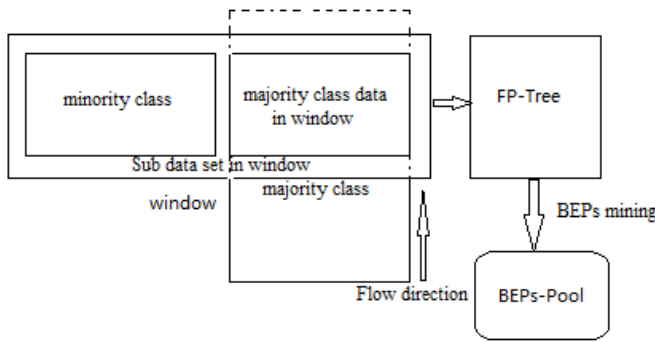 minority class
majority class data
in window
FP-Tree
Sub data set in window
majority class
window
BEPs mining
Flow direction
BEPs-Pool